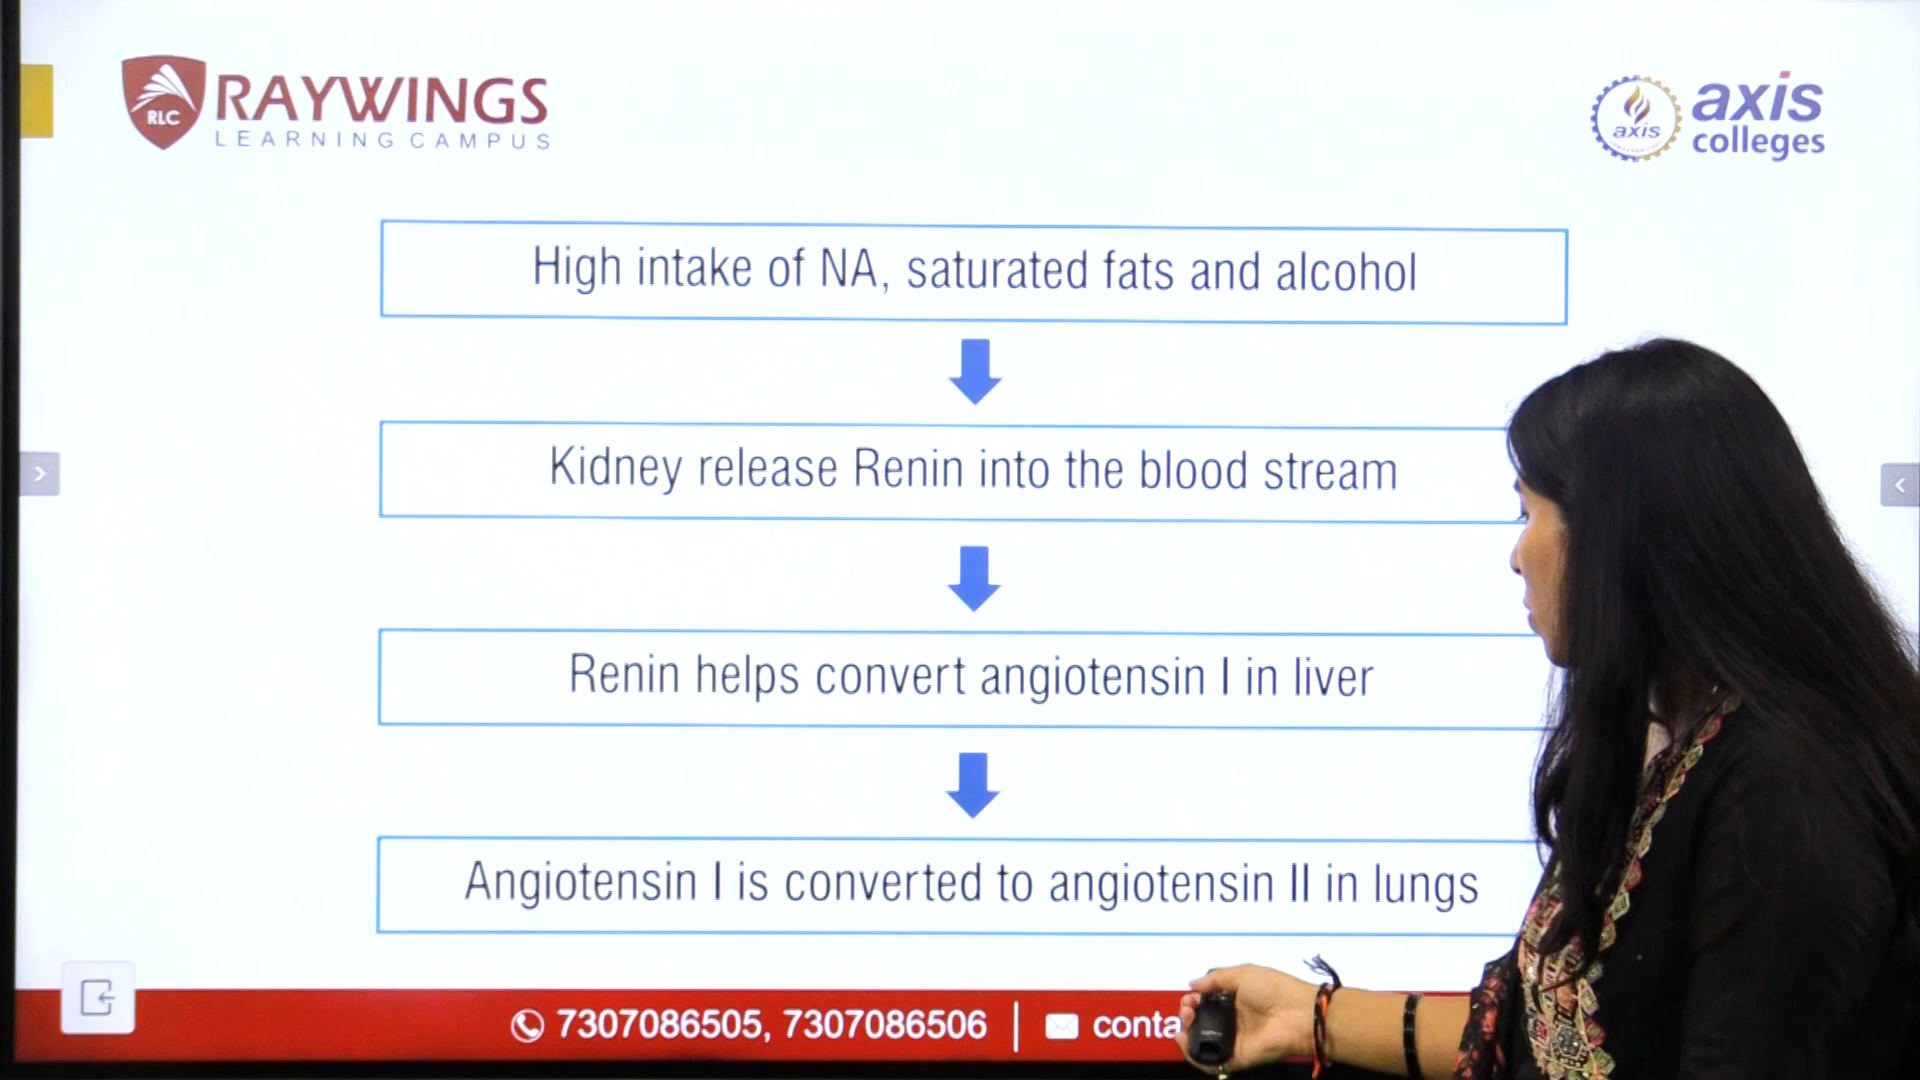 RLC
RAYWINGS
LEARNING CAMPUS
axis
axis
colleges
High intake of NA, saturated fats and alcohol
Kidney release Renin into the blood stream
Renin helps convert angiotensin I in liver
Angiotensin I is converted to angiotensin II in lungs
7307086505, 7307086506 | conta